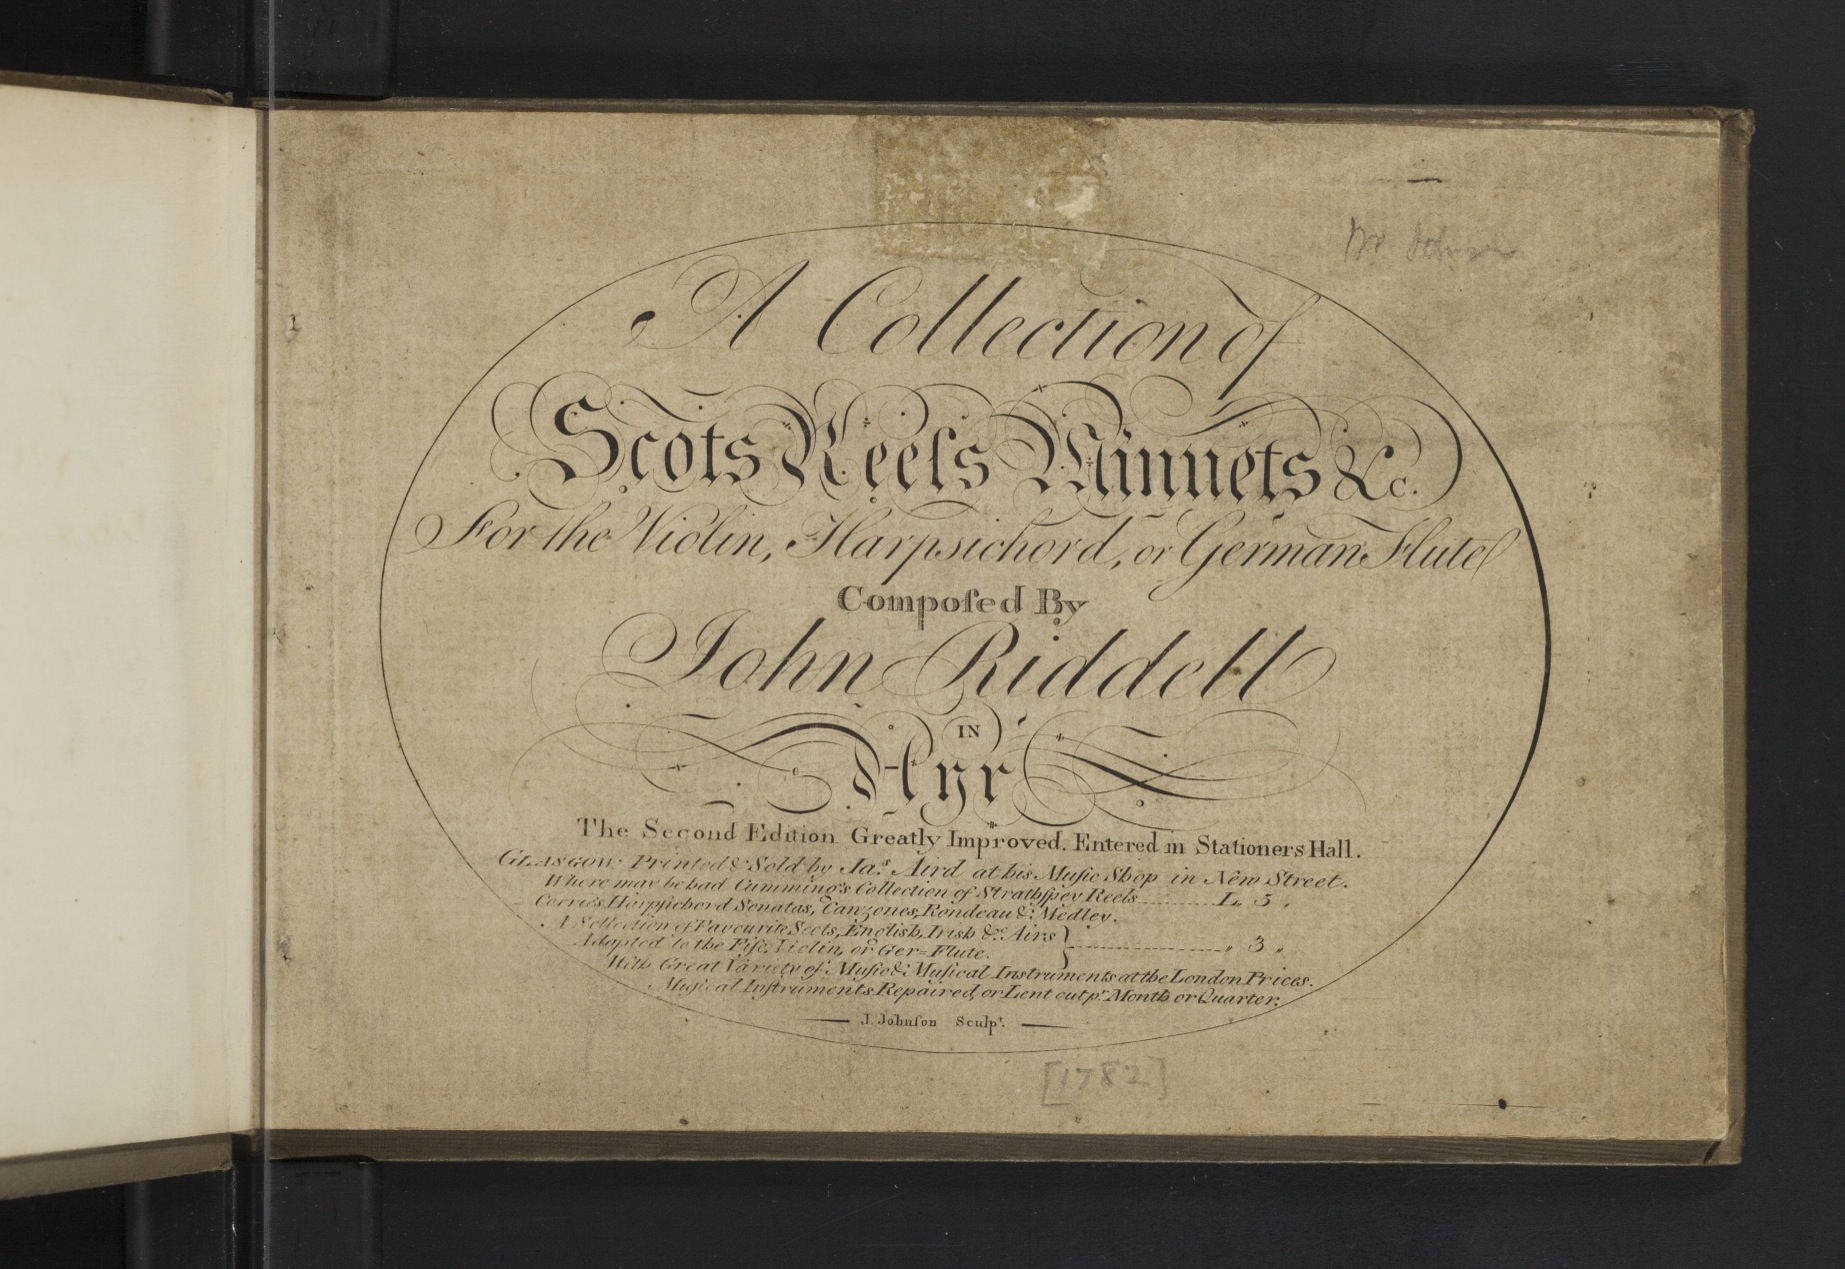 Mr Johnson
A Collection of
Scots Reels Minuets &c.
For the Violin, Harpsichord, or German Flute
Compoſed By
John Riddell
IN
Ayr
The Second Edition Greatly Improved. Entered in Stationers Hall.
GLASGOW Printed & Sold by Jas. Aird at his Muſic Shop in New Street.
Where may be had Cumming's Collection of Strathſpey Reels L 5 „
Corri's Harpſichord Sonatas, Canzones, Rondeau & Medley.
A Sellection of Favourite Scots, Engliſh, Irish &c. Airs
Adapted to the Fife, Violin, or Ger=Flute. „ 3 „
With Great Variety of Muſic & Muſical Instruments at the London Prices.
Muſical Inſtruments Repaired, or Lent out pr. Month or Quarter.
J. Johnſon Sculpt.
[1782]